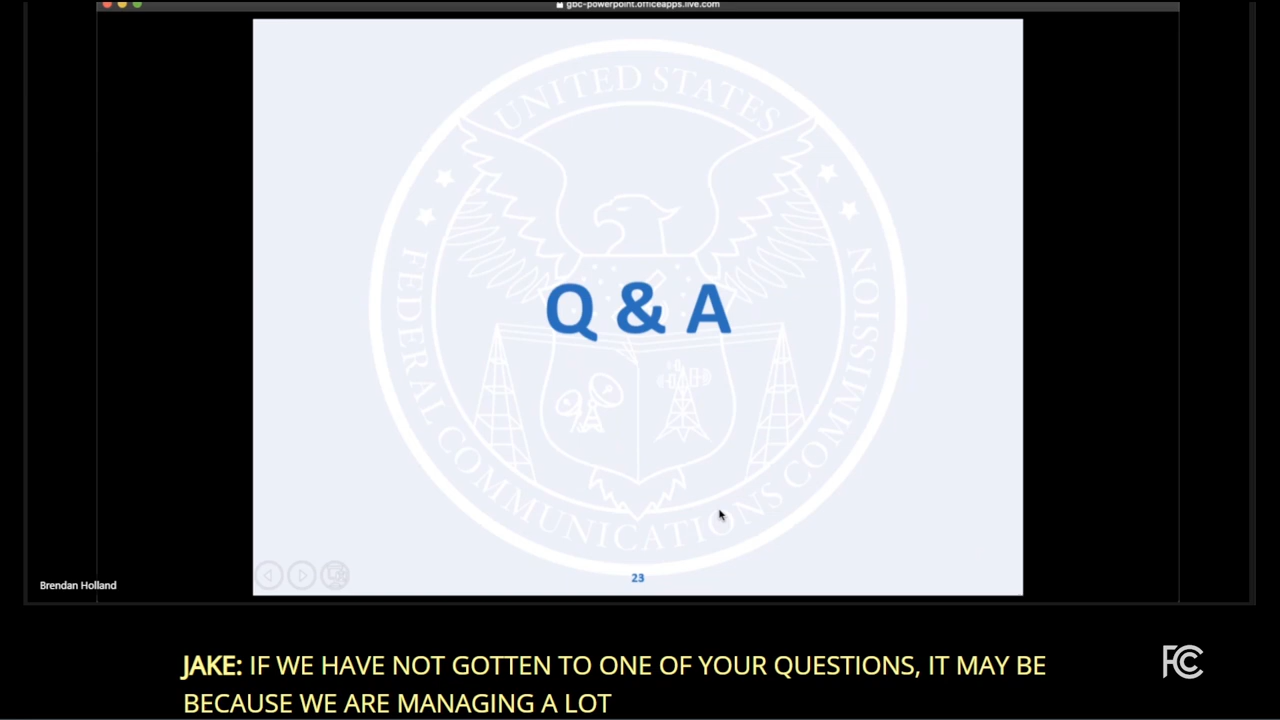 gbc-powerpoint.officeapps.live.com
UNITED STATES
FEDERAL COMMUNICATIONS COMMISSION
Q & A
23
Brendan Holland
JAKE: IF WE HAVE NOT GOTTEN TO ONE OF YOUR QUESTIONS, IT MAY BE
BECAUSE WE ARE MANAGING A LOT
FCC